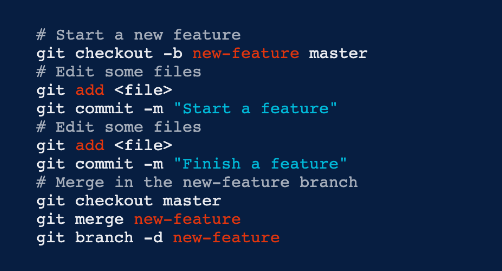 # Start a new feature
git checkout -b new-feature master
# Edit some files
git add <file>
git commit -m "Start a feature"
# Edit some files
git add <file>
git commit -m "Finish a feature"
# Merge in the new-feature branch
git checkout master
git merge new-feature
git branch -d new-feature